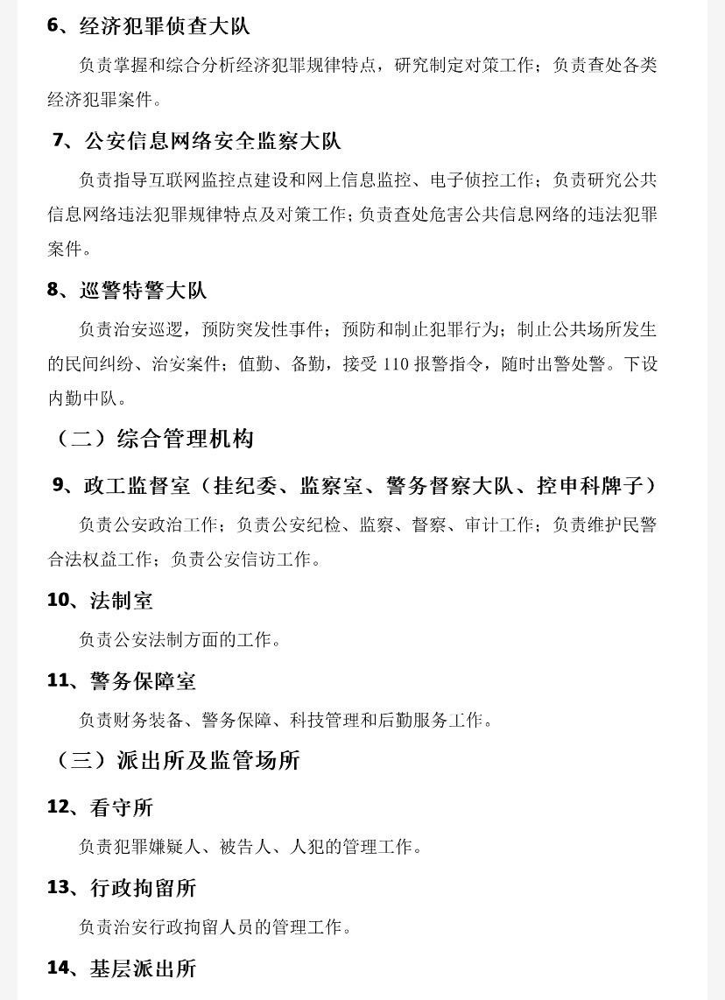 6、经济犯罪侦查大队
负责掌握和综合分析经济犯罪规律特点，研究制定对策工作；负责查处各类
经济犯罪案件。
7、公安信息网络安全监察大队
负责指导互联网监控点建设和网上信息监控、电子侦控工作；负责研究公共
信息网络违法犯罪规律特点及对策工作；负责查处危害公共信息网络的违法犯罪
案件。
8、巡警特警大队
负责治安巡逻，预防突发性事件；预防和制止犯罪行为；制止公共场所发生
的民间纠纷、治安案件；值勤、备勤，接受 110 报警指令，随时出警处警。下设
内勤中队。
（二）综合管理机构
9、政工监督室（挂纪委、监察室、警务督察大队、控申科牌子）
负责公安政治工作；负责公安纪检、监察、督察、审计工作；负责维护民警
合法权益工作；负责公安信访工作。
10、法制室
负责公安法制方面的工作。
11、警务保障室
负责财务装备、警务保障、科技管理和后勤服务工作。
（三）派出所及监管场所
12、看守所
负责犯罪嫌疑人、被告人、人犯的管理工作。
13、行政拘留所
负责治安行政拘留人员的管理工作。
14、基层派出所